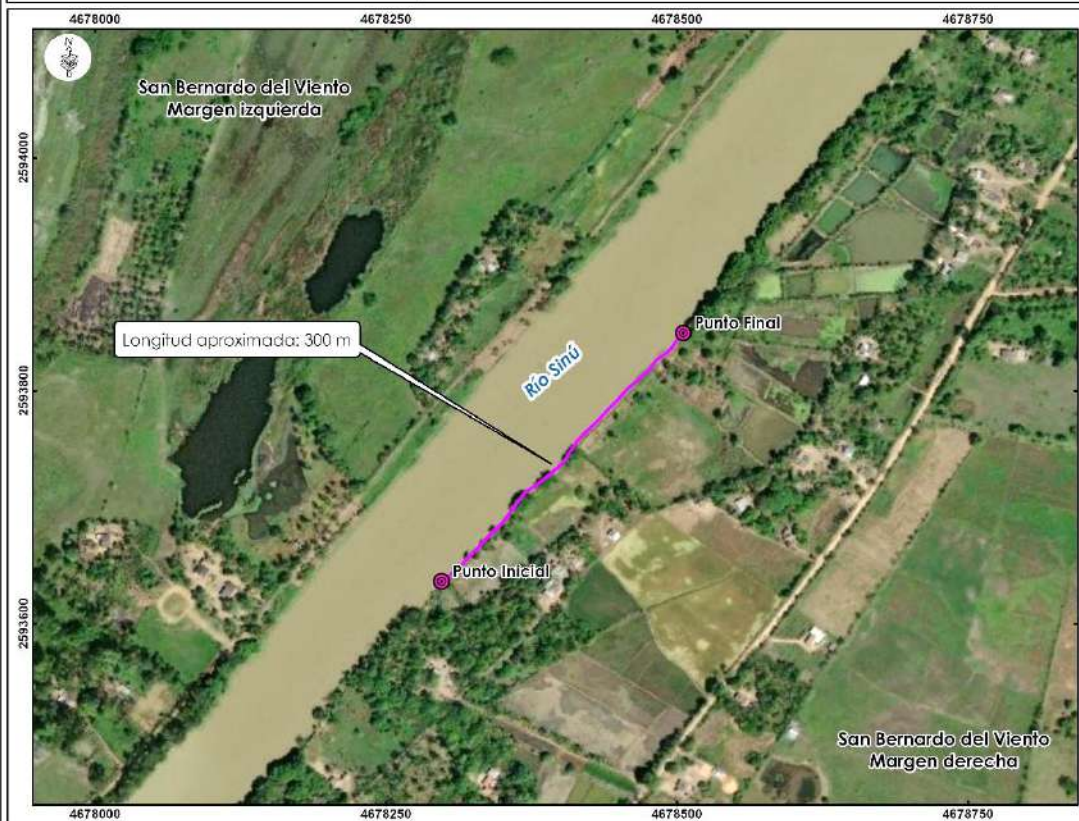 4678000 4678250 4678500 4678750
N
San Bernardo del Viento
Margen izquierda
2594000
Longitud aproximada: 300 m
Punto Final
Río Sinú
2593800
Punto Inicial
2593600
San Bernardo del Viento
Margen derecha
4678000 4678250 4678500 4678750